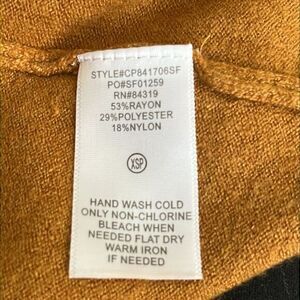 STYLE#CP841706SF
PO#SF01259
RN#84319
53%RAYON
29%POLYESTER
18%NYLON
XSP
HAND WASH COLD
ONLY NON-CHLORINE
BLEACH WHEN
NEEDED FLAT DRY
WARM IRON
IF NEEDED